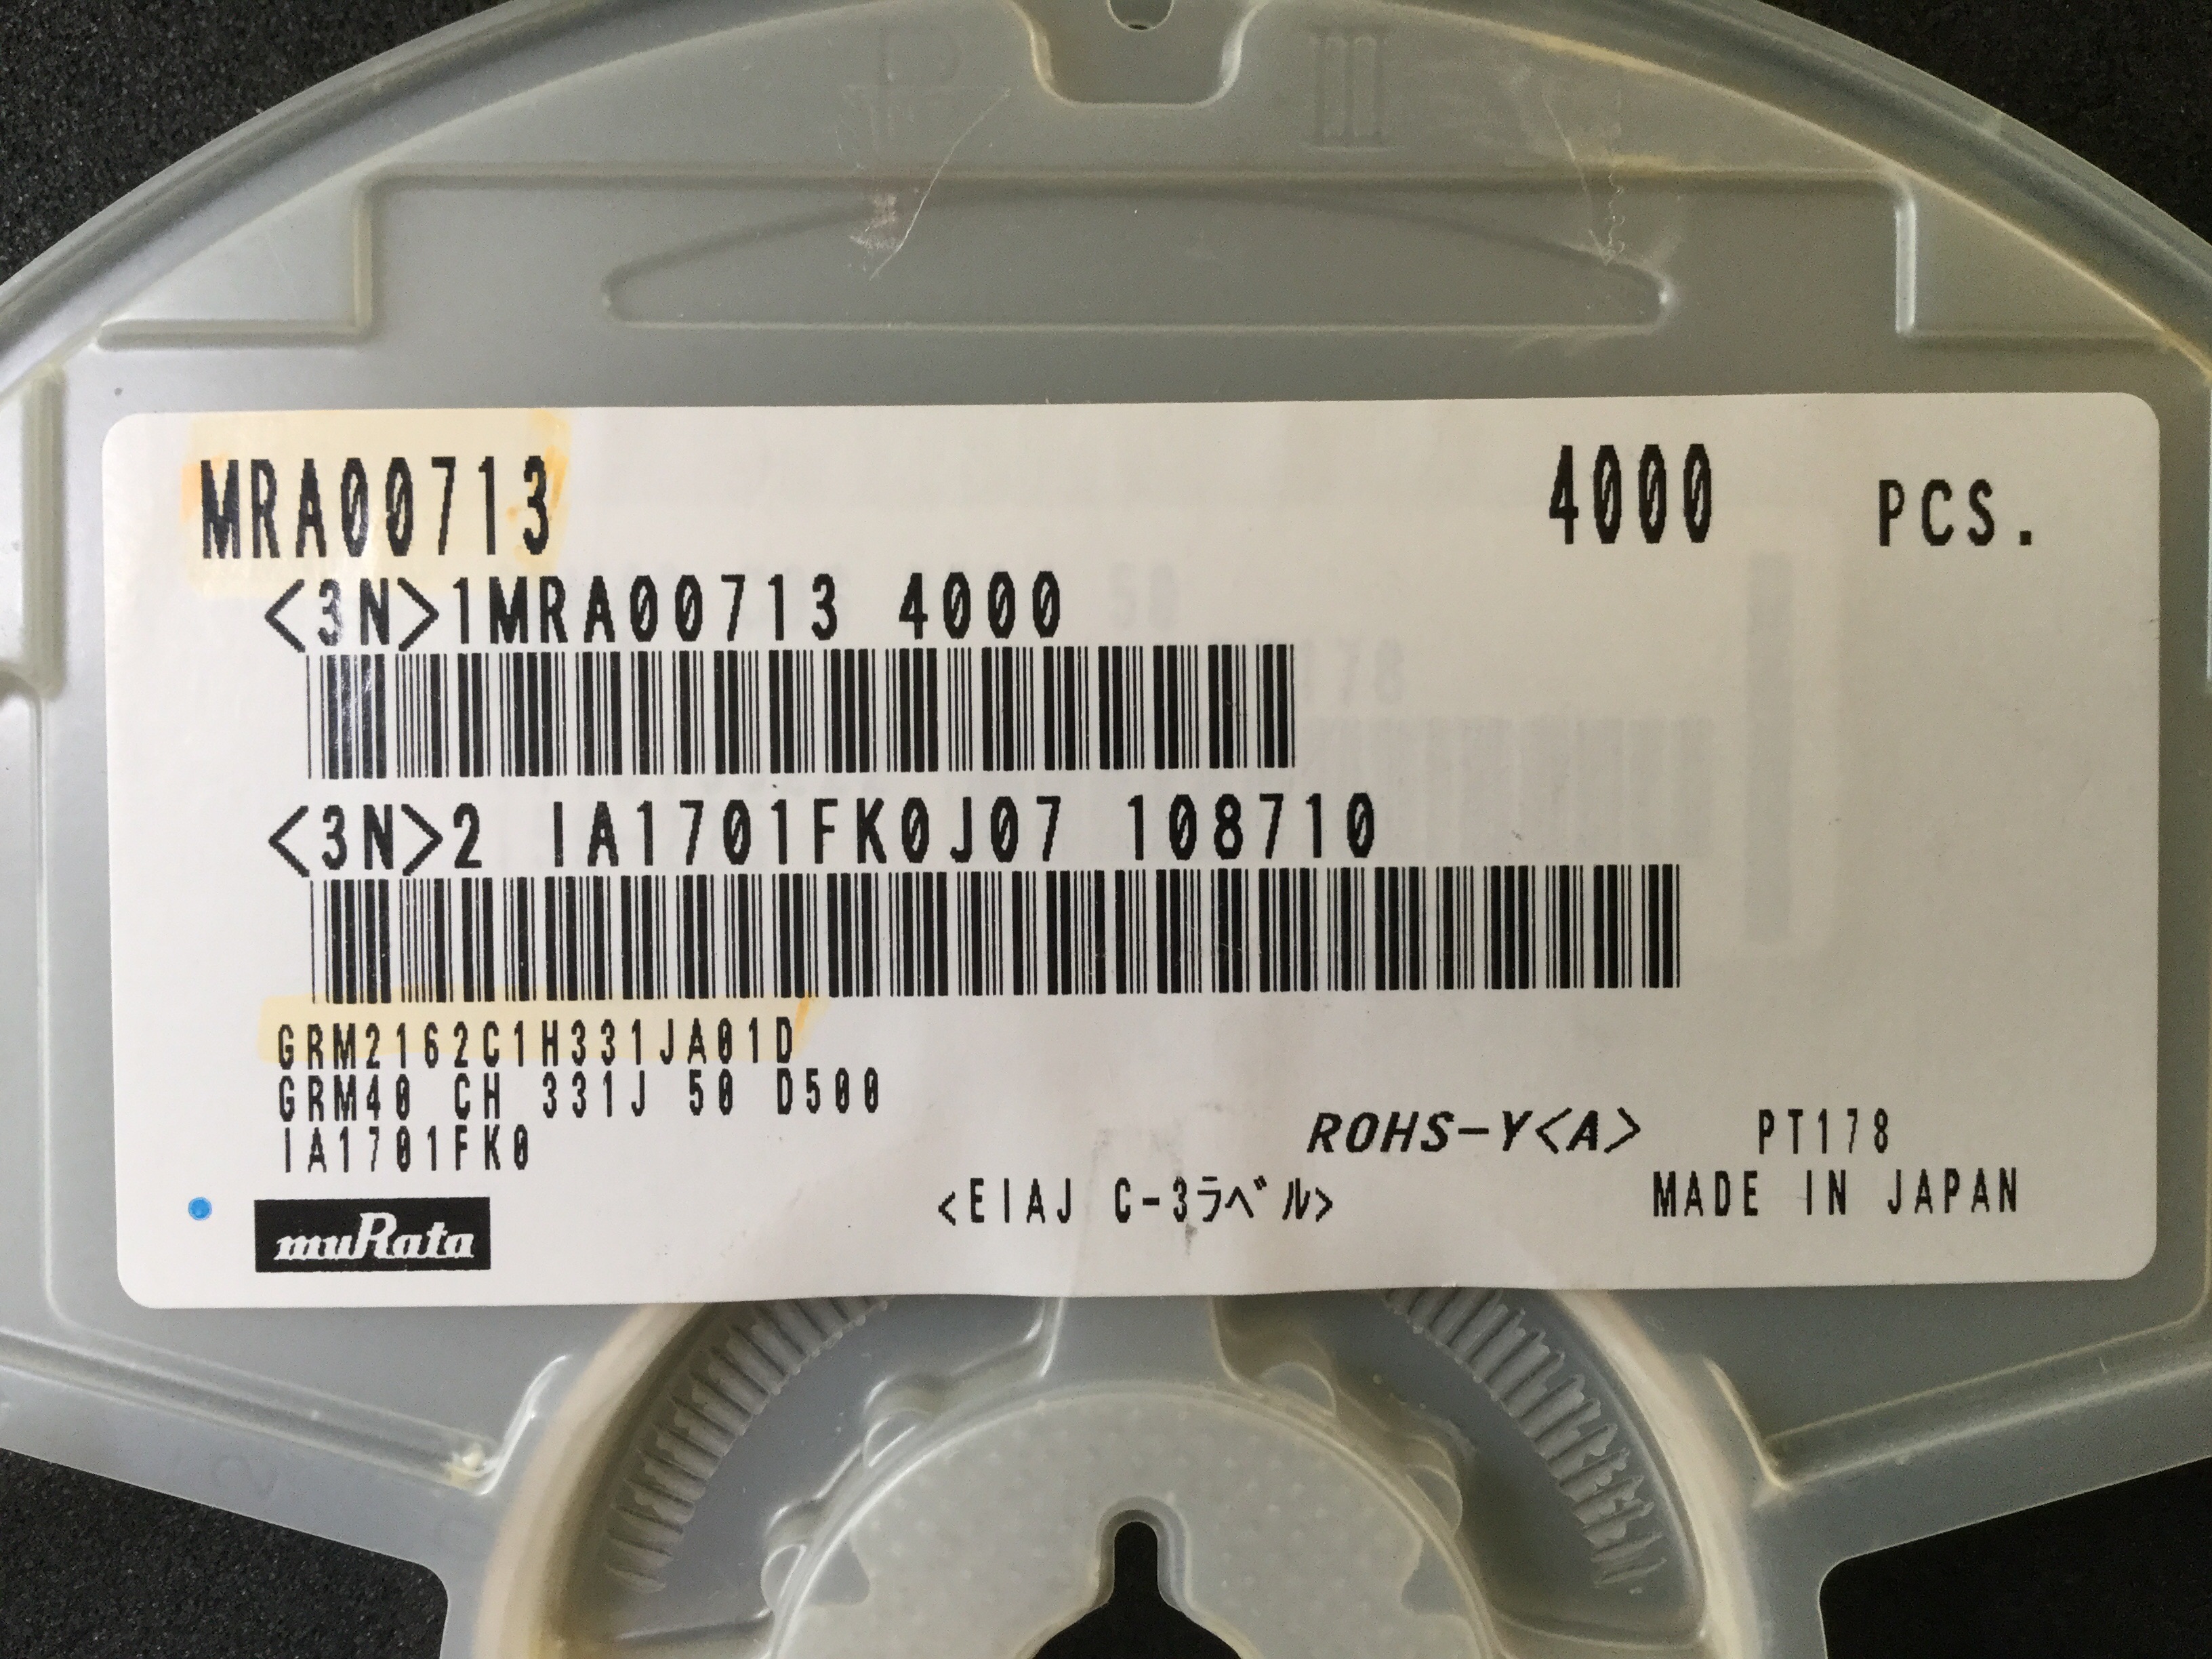 MRA00713 4000 PCS.
<3N>1MRA00713 4000
<3N>2 IA1701FK0J07 108710
GRM2162C1H331JA01D
GRM40 CH 331J 50 D500
IA1701FK0
ROHS-Y<A> PT178
<EIAJ C-3ラベル> MADE IN JAPAN
muRata